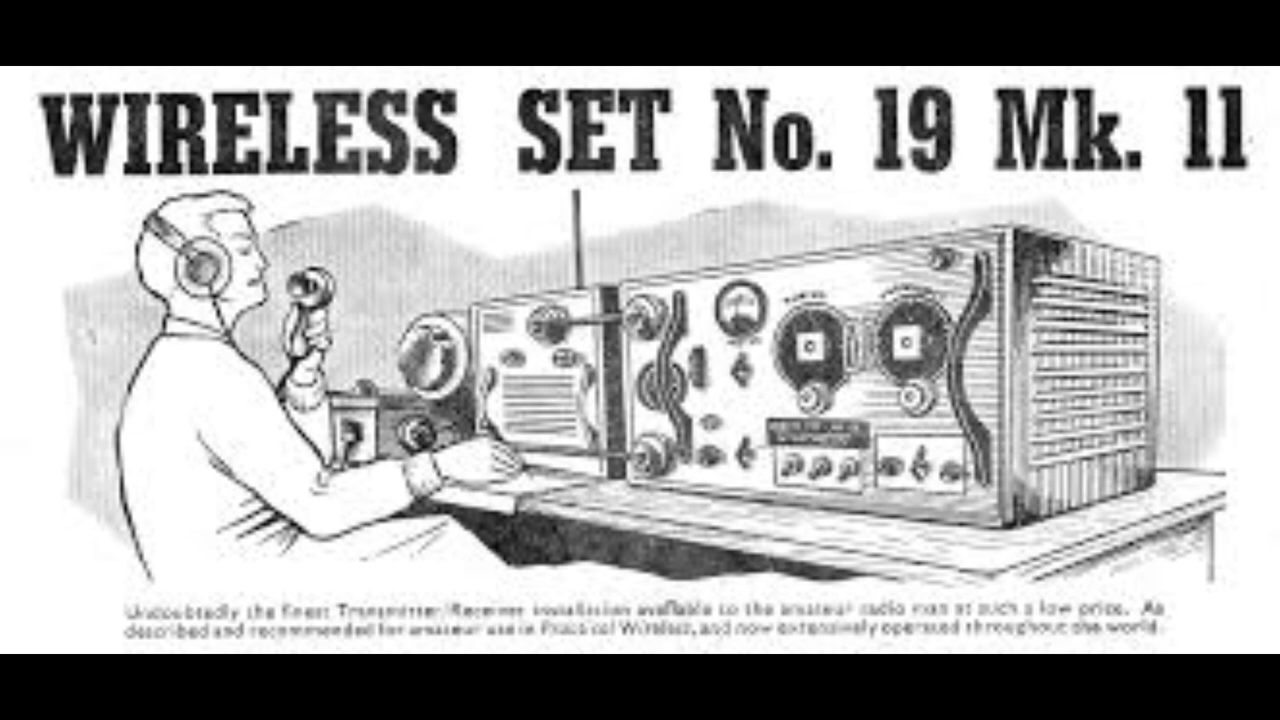 WIRELESS SET No. 19 Mk. 11
Undoubtedly the finest Transmitter/Receiver installation available to the amateur radio man at such a low price. As
described and recommended for amateur use in Practical Wireless, and now extensively operated throughout the world.